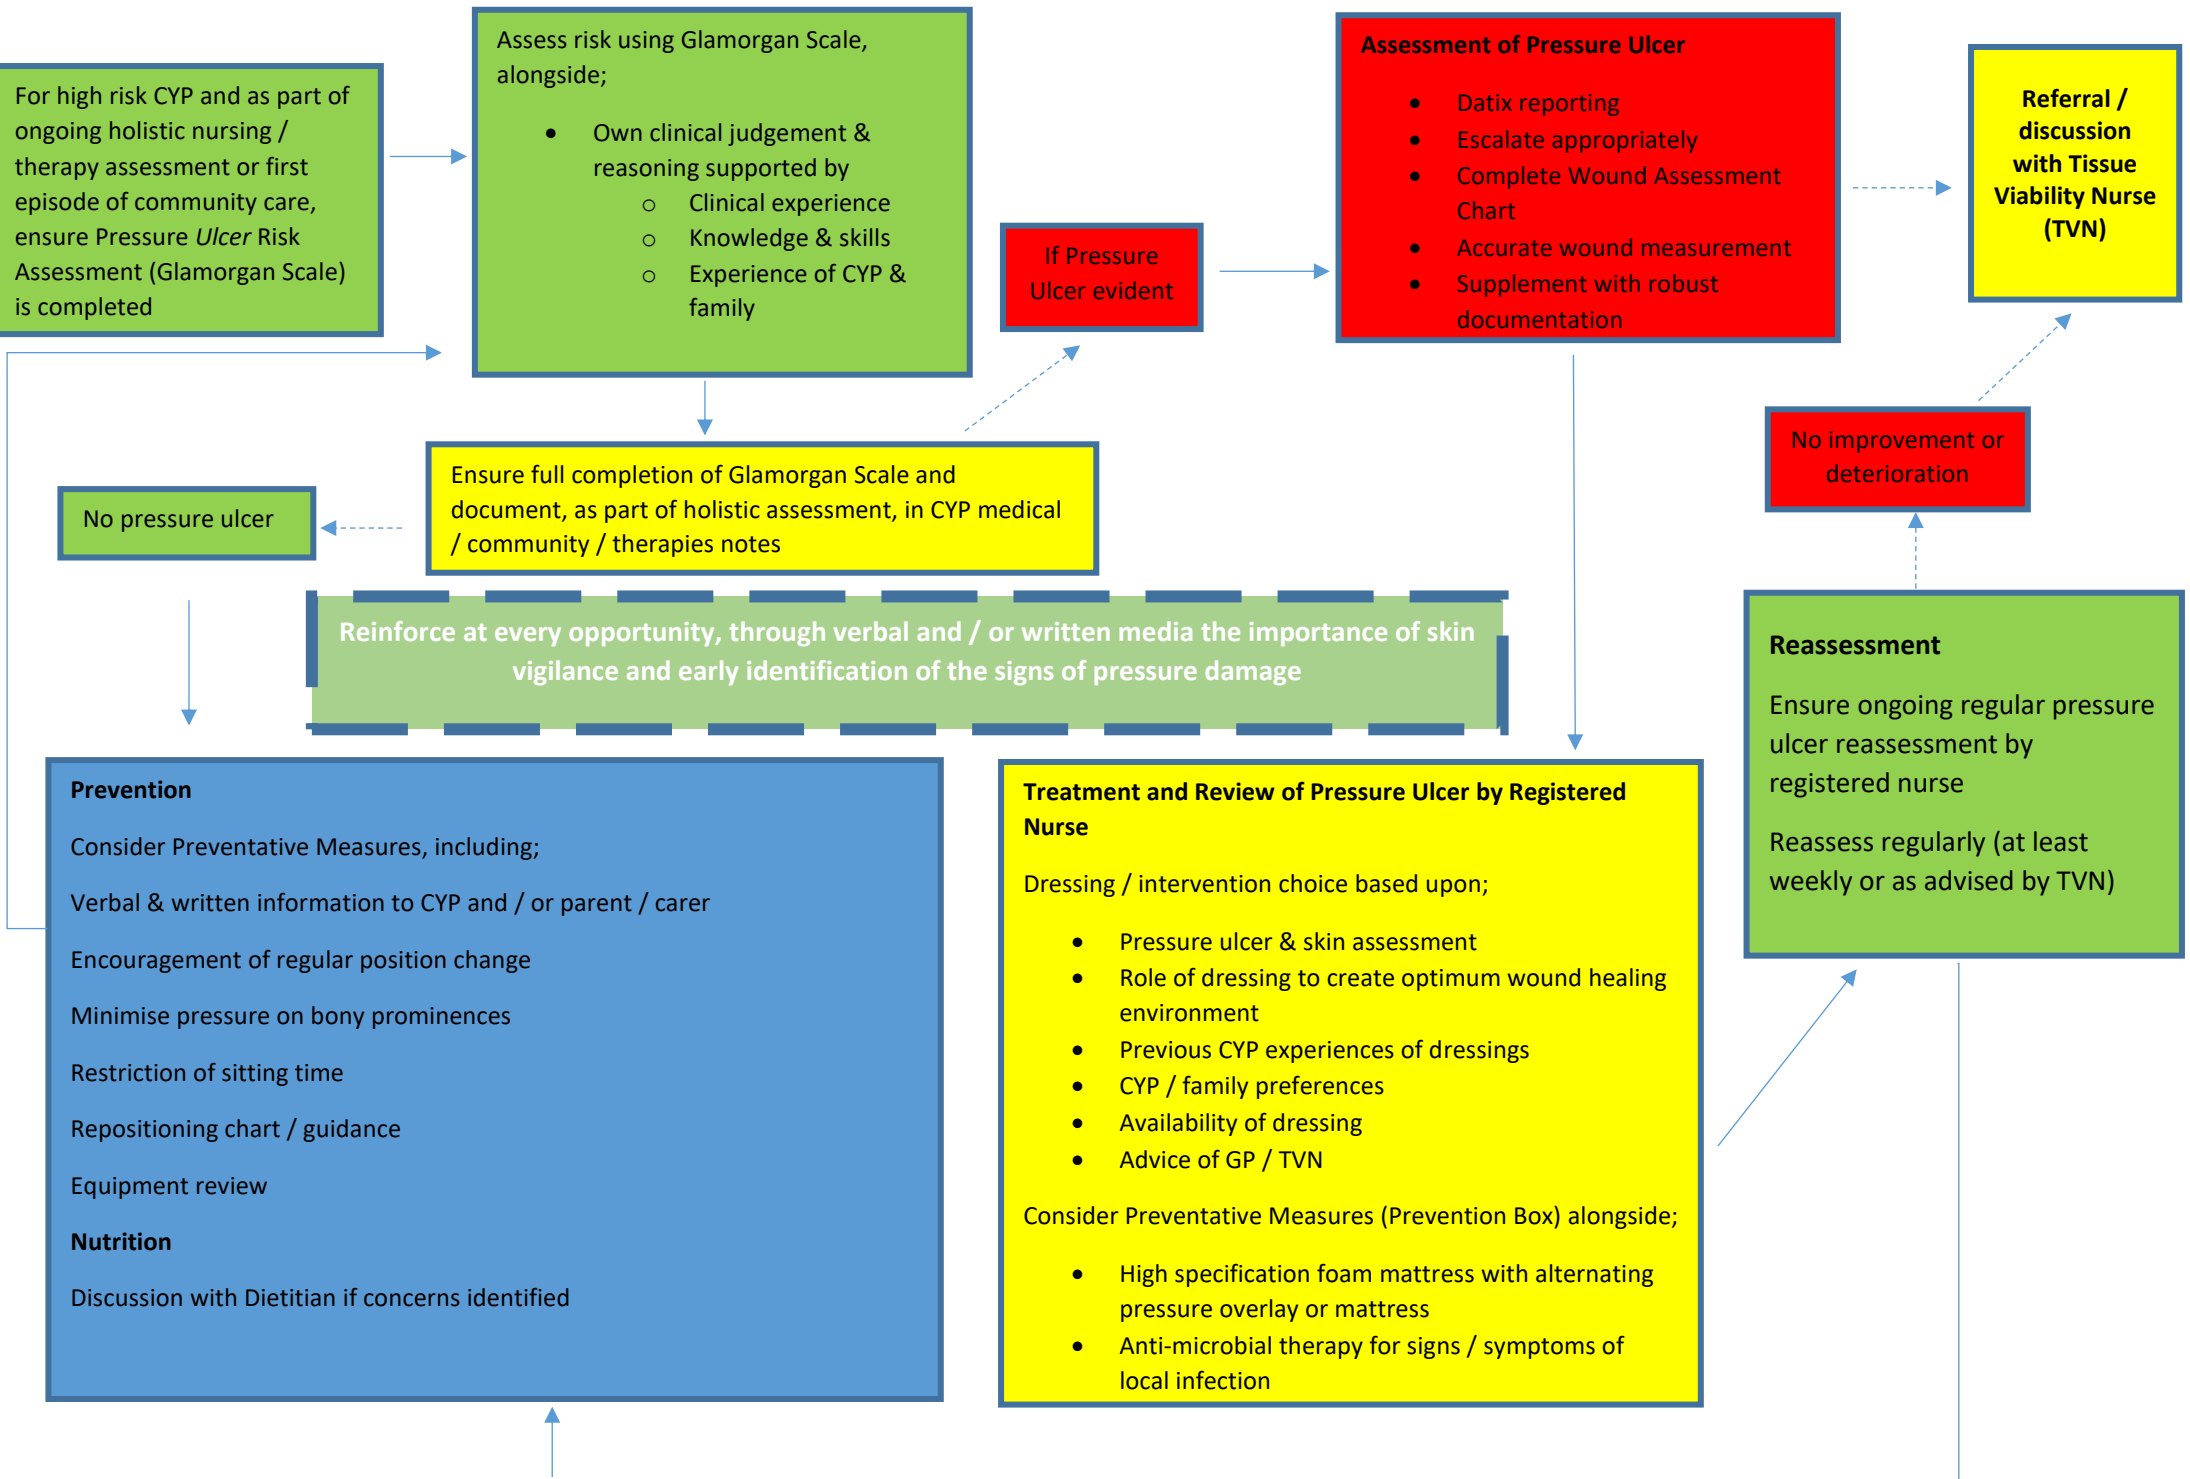 For high risk CYP and as part of
ongoing holistic nursing /
therapy assessment or first
episode of community care,
ensure Pressure Ulcer Risk
Assessment (Glamorgan Scale)
is completed
Assess risk using Glamorgan Scale,
alongside;
• Own clinical judgement &
reasoning supported by
o Clinical experience
o Knowledge & skills
o Experience of CYP &
family
If Pressure
Ulcer evident
Assessment of Pressure Ulcer
• Datix reporting
• Escalate appropriately
• Complete Wound Assessment
Chart
• Accurate wound measurement
• Supplement with robust
documentation
Referral /
discussion
with Tissue
Viability Nurse
(TVN)
No improvement or
deterioration
Ensure full completion of Glamorgan Scale and
document, as part of holistic assessment, in CYP medical
/ community / therapies notes
No pressure ulcer
Reinforce at every opportunity, through verbal and / or written media the importance of skin
vigilance and early identification of the signs of pressure damage
Prevention
Consider Preventative Measures, including;
Verbal & written information to CYP and / or parent / carer
Encouragement of regular position change
Minimise pressure on bony prominences
Restriction of sitting time
Repositioning chart / guidance
Equipment review
Nutrition
Discussion with Dietitian if concerns identified
Treatment and Review of Pressure Ulcer by Registered
Nurse
Dressing / intervention choice based upon;
• Pressure ulcer & skin assessment
• Role of dressing to create optimum wound healing
environment
• Previous CYP experiences of dressings
• CYP / family preferences
• Availability of dressing
• Advice of GP / TVN
Consider Preventative Measures (Prevention Box) alongside;
• High specification foam mattress with alternating
pressure overlay or mattress
• Anti-microbial therapy for signs / symptoms of
local infection
Reassessment
Ensure ongoing regular pressure
ulcer reassessment by
registered nurse
Reassess regularly (at least
weekly or as advised by TVN)